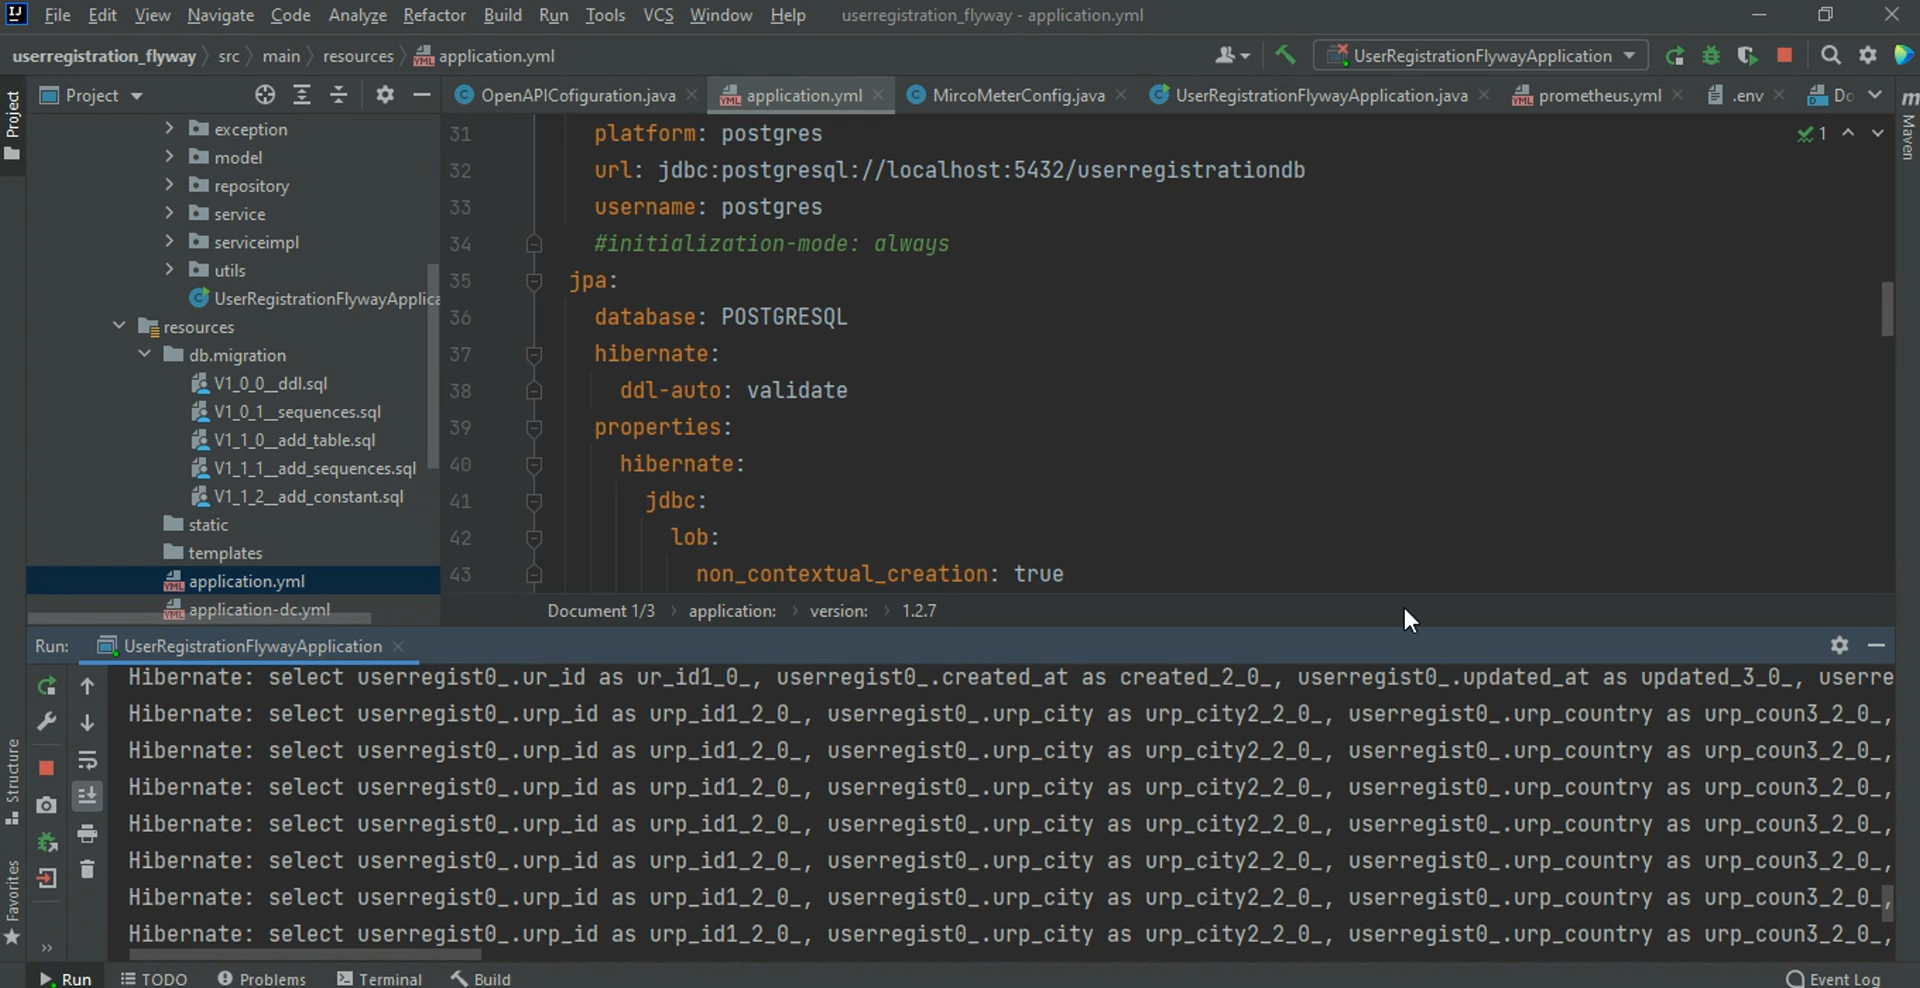 File Edit View Navigate Code Analyze Refactor Build Run Tools VCS Window Help userregistration_flyway - application.yml
userregistration_flyway src main resources application.yml UserRegistrationFlywayApplication
Project
OpenAPICofiguration.java application.yml MircoMeterConfig.java UserRegistrationFlywayApplication.java prometheus.yml .env Do
Project
Maven
exception
model
repository
service
serviceimpl
utils
UserRegistrationFlywayApplica
resources
db.migration
V1_0_0__ddl.sql
V1_0_1__sequences.sql
V1_1_0__add_table.sql
V1_1_1__add_sequences.sql
V1_1_2__add_constant.sql
static
templates
application.yml
application-dc.yml
1
31 platform: postgres
32 url: jdbc:postgresql://localhost:5432/userregistrationdb
33 username: postgres
34 #initialization-mode: always
35 jpa:
36 database: POSTGRESQL
37 hibernate:
38 ddl-auto: validate
39 properties:
40 hibernate:
41 jdbc:
42 lob:
43 non_contextual_creation: true
Document 1/3 application: version: 1.2.7
Run: UserRegistrationFlywayApplication
Hibernate: select userregist0_.ur_id as ur_id1_0_, userregist0_.created_at as created_2_0_, userregist0_.updated_at as updated_3_0_, userre
Hibernate: select userregist0_.urp_id as urp_id1_2_0_, userregist0_.urp_city as urp_city2_2_0_, userregist0_.urp_country as urp_coun3_2_0_,
Hibernate: select userregist0_.urp_id as urp_id1_2_0_, userregist0_.urp_city as urp_city2_2_0_, userregist0_.urp_country as urp_coun3_2_0_,
Hibernate: select userregist0_.urp_id as urp_id1_2_0_, userregist0_.urp_city as urp_city2_2_0_, userregist0_.urp_country as urp_coun3_2_0_,
Hibernate: select userregist0_.urp_id as urp_id1_2_0_, userregist0_.urp_city as urp_city2_2_0_, userregist0_.urp_country as urp_coun3_2_0_,
Hibernate: select userregist0_.urp_id as urp_id1_2_0_, userregist0_.urp_city as urp_city2_2_0_, userregist0_.urp_country as urp_coun3_2_0_,
Hibernate: select userregist0_.urp_id as urp_id1_2_0_, userregist0_.urp_city as urp_city2_2_0_, userregist0_.urp_country as urp_coun3_2_0_,
Hibernate: select userregist0_.urp_id as urp_id1_2_0_, userregist0_.urp_city as urp_city2_2_0_, userregist0_.urp_country as urp_coun3_2_0_,
Structure
Favorites
Run TODO Problems Terminal Build Event Log